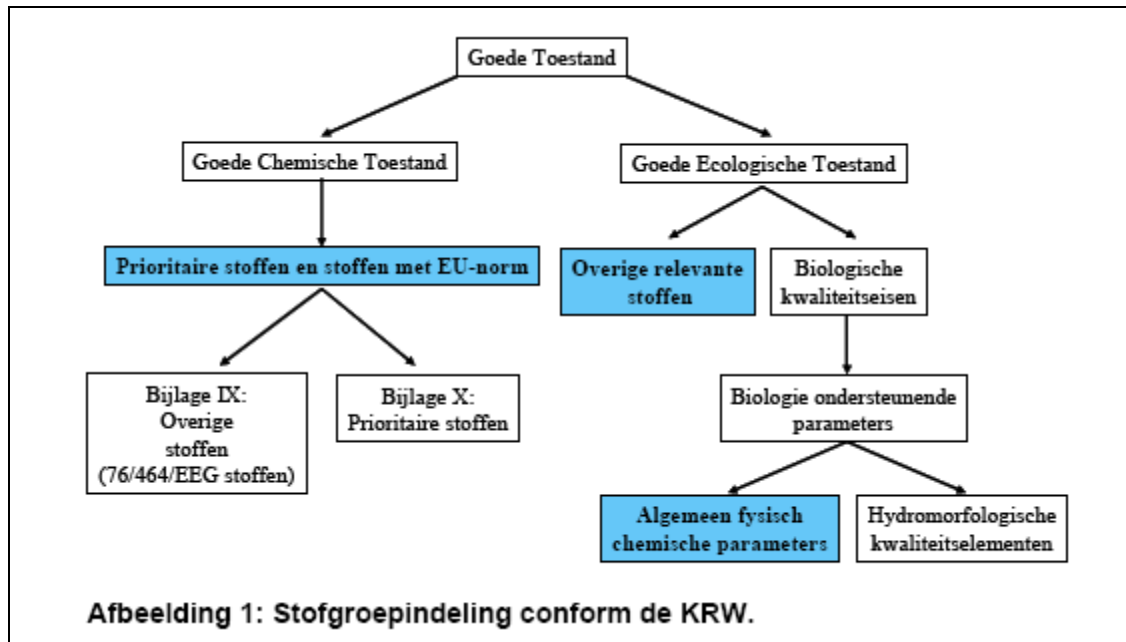 Goede Toestand
Goede Chemische Toestand
Goede Ecologische Toestand
Prioritaire stoffen en stoffen met EU-norm
Overige relevante
stoffen
Biologische
kwaliteitseisen
Bijlage IX:
Overige
stoffen
(76/464/EEG stoffen)
Bijlage X:
Prioritaire stoffen
Biologie ondersteunende
parameters
Algemeen fysisch
chemische parameters
Hydromorfologische
kwaliteitselementen
Afbeelding 1: Stofgroepindeling conform de KRW.